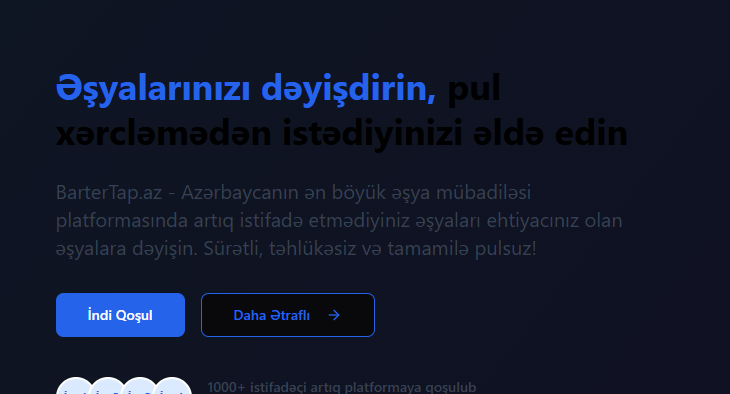 Əşyalarınızı dəyişdirin, pul
xərcləmədən istədiyinizi əldə edin
BarterTap.az - Azərbaycanın ən böyük əşya mübadiləsi
platformasında artıq istifadə etmədiyiniz əşyaları ehtiyacınız olan
əşyalara dəyişin. Sürətli, təhlükəsiz və tamamilə pulsuz!
İndi Qoşul
Daha Ətraflı
1000+ istifadəçi artıq platformaya qoşulub